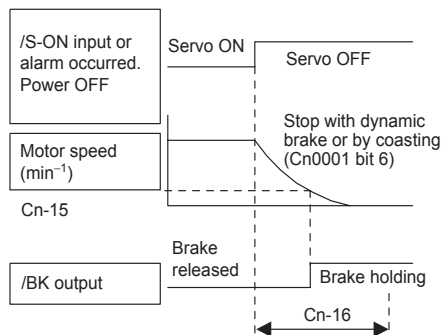 /S-ON input or
alarm occurred.
Power OFF
Servo ON
Servo OFF
Stop with dynamic
brake or by coasting
(Cn0001 bit 6)
Motor speed
(min⁻¹)
Cn-15
Brake
released
/BK output
Brake holding
Cn-16